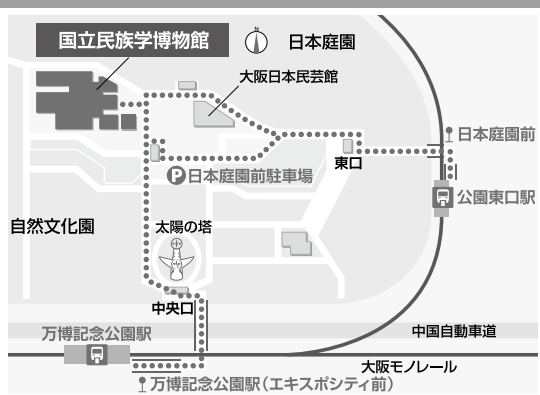 国立民族学博物館
N
日本庭園
大阪日本民芸館
日本庭園前
東口
P日本庭園前駐車場
公園東口駅
自然文化園
太陽の塔
中央口
万博記念公園駅
中国自動車道
大阪モノレール
万博記念公園駅（エキスポシティ前）